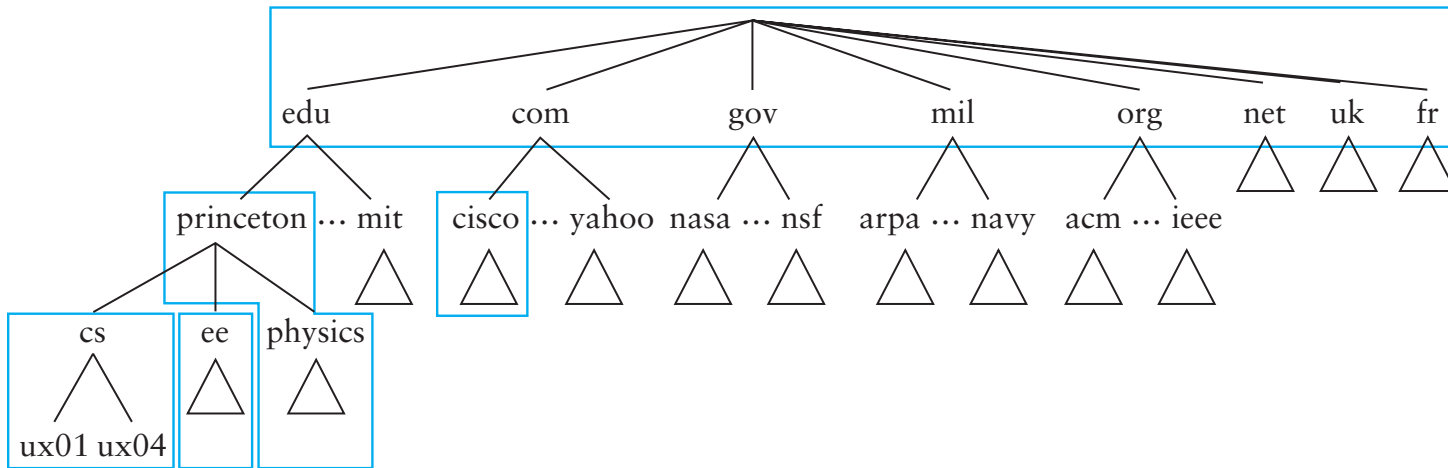 edu com gov mil org net uk fr
princeton ... mit cisco ... yahoo nasa ... nsf arpa ... navy acm ... ieee
cs ee physics
ux01 ux04